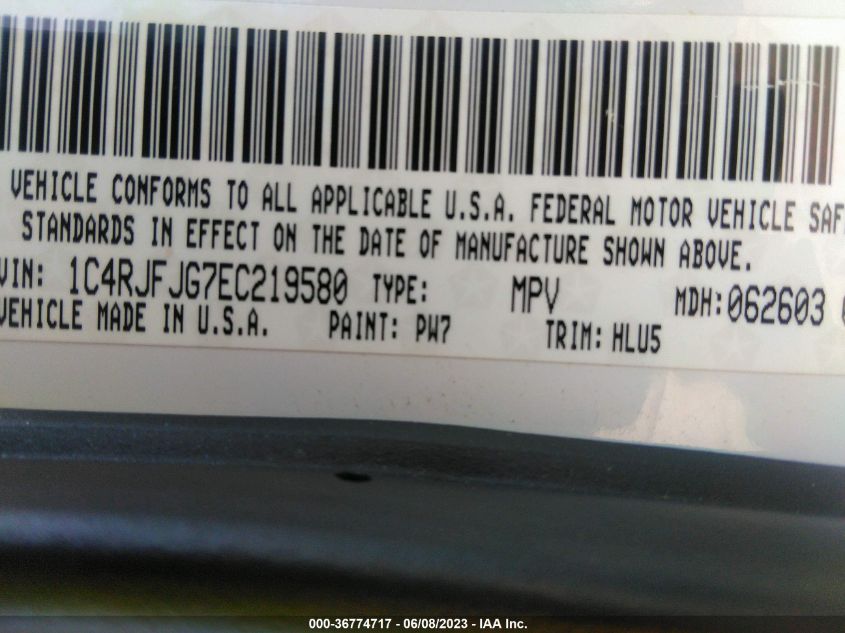 VEHICLE CONFORMS TO ALL APPLICABLE U.S.A. FEDERAL MOTOR VEHICLE SAF
STANDARDS IN EFFECT ON THE DATE OF MANUFACTURE SHOWN ABOVE.
VIN: 1C4RJFJG7EC219580 TYPE: MPV MDH: 062603 0
VEHICLE MADE IN U.S.A. PAINT: PW7 TRIM: HLU5
000-36774717 - 06/08/2023 - IAA Inc.